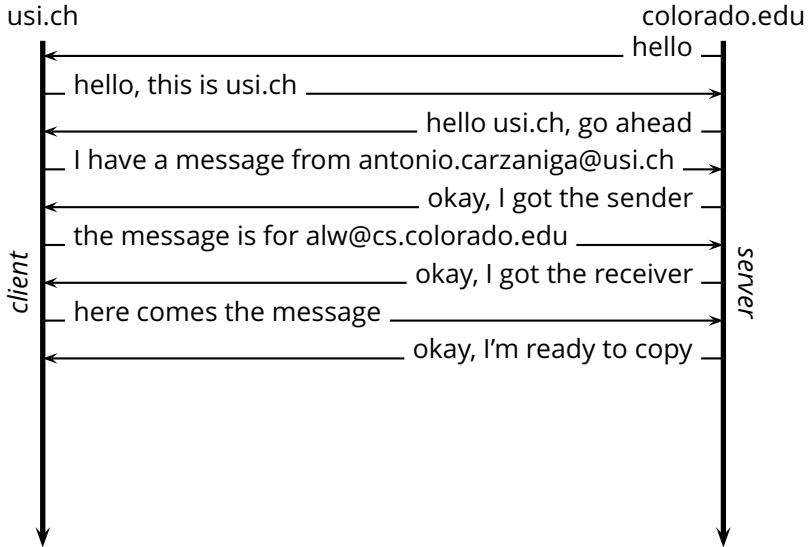 usi.ch
colorado.edu
hello
hello, this is usi.ch
hello usi.ch, go ahead
I have a message from antonio.carzaniga@usi.ch
okay, I got the sender
the message is for alw@cs.colorado.edu
okay, I got the receiver
here comes the message
okay, I’m ready to copy
client
server